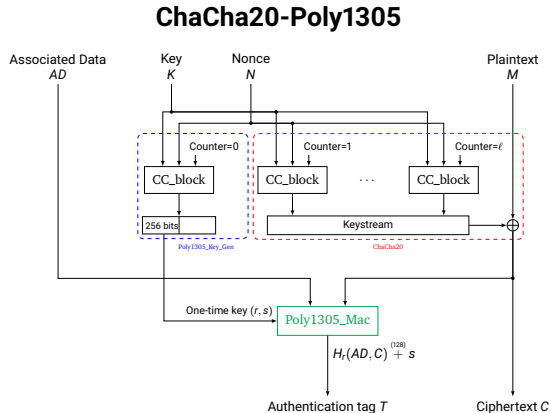 ChaCha20-Poly1305
Associated Data Key Nonce Plaintext
AD K N M
Counter=0 Counter=1 Counter=ℓ
CC_block CC_block ... CC_block
256 bits Keystream
Poly1305_Key_Gen ChaCha20
One-time key (r, s)
Poly1305_Mac
H_r(AD, C) (128)+ s
Authentication tag T Ciphertext C